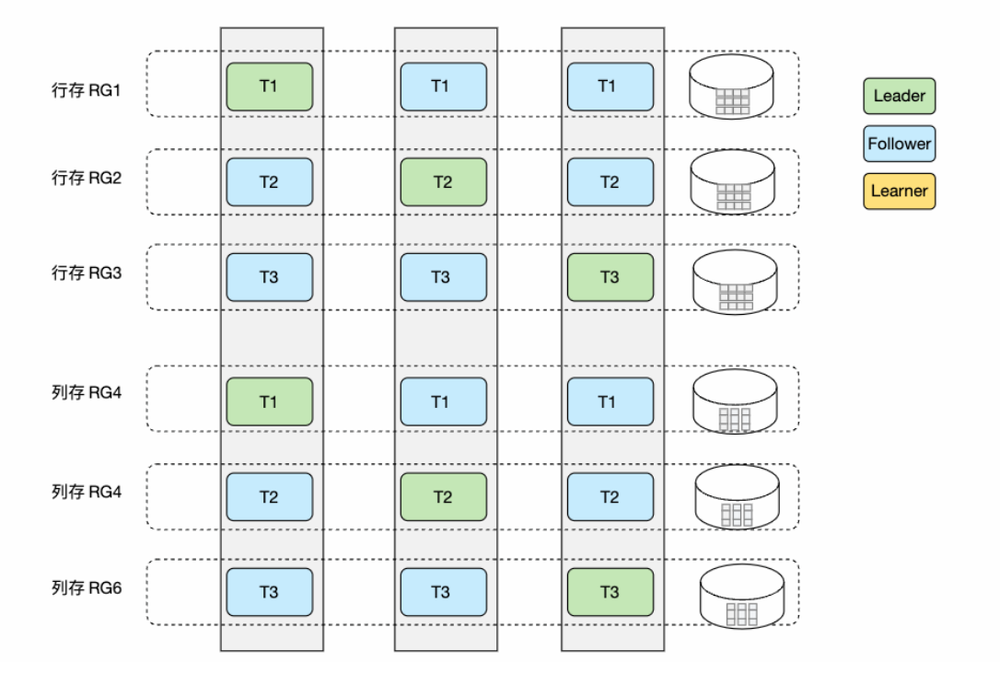 行存 RG1
T1
T1
T1
行存 RG2
T2
T2
T2
行存 RG3
T3
T3
T3
列存 RG4
T1
T1
T1
列存 RG4
T2
T2
T2
列存 RG6
T3
T3
T3
Leader
Follower
Learner